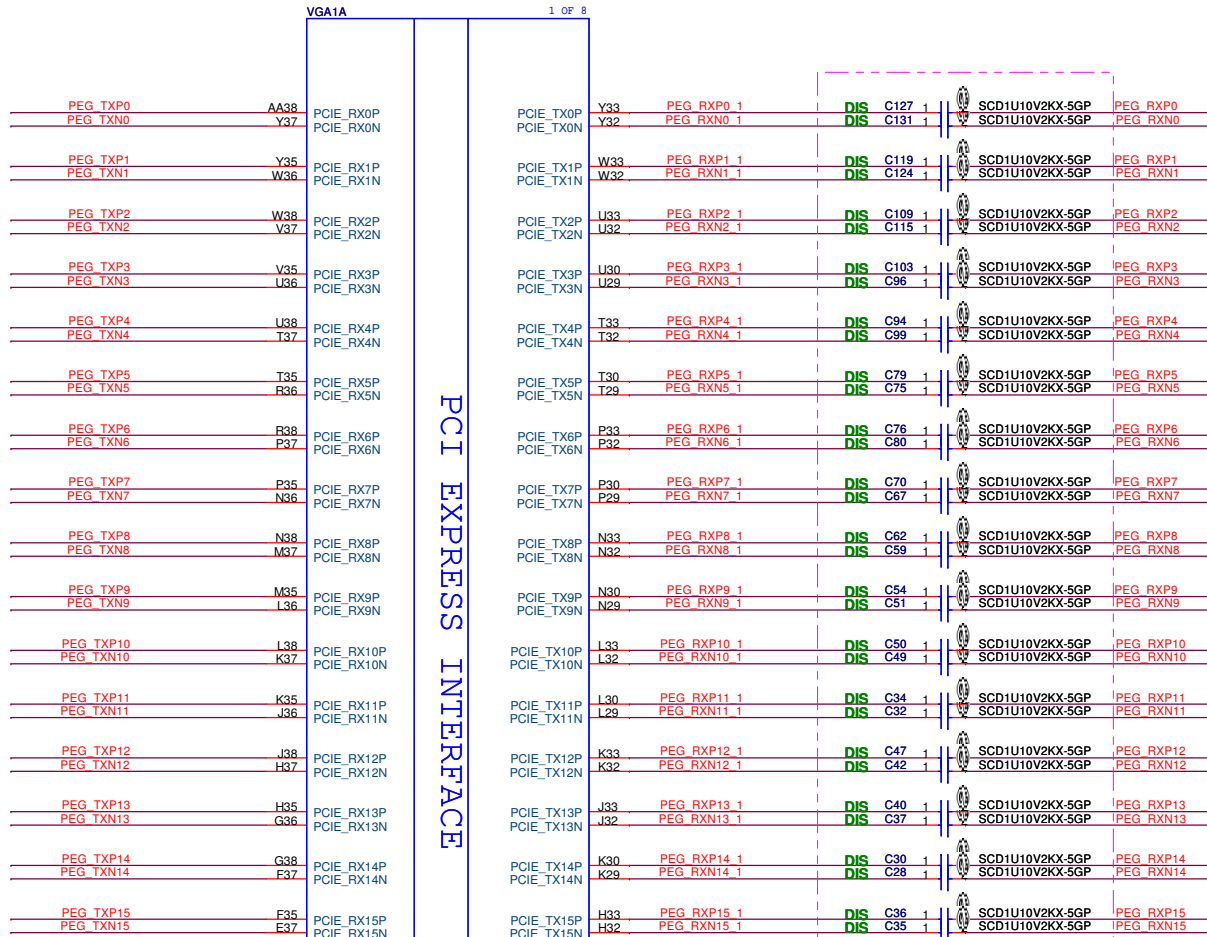 VGA1A 1 OF 8
PEG_TXP0 AA38 PCIE_RX0P PCIE_TX0P Y33 PEG_RXP0_1 DIS C127 1 SCD1U10V2KX-5GP PEG_RXP0
PEG_TXN0 Y37 PCIE_RX0N PCIE_TX0N Y32 PEG_RXN0_1 DIS C131 1 SCD1U10V2KX-5GP PEG_RXN0
PEG_TXP1 Y35 PCIE_RX1P PCIE_TX1P W33 PEG_RXP1_1 DIS C119 1 SCD1U10V2KX-5GP PEG_RXP1
PEG_TXN1 W36 PCIE_RX1N PCIE_TX1N W32 PEG_RXN1_1 DIS C124 1 SCD1U10V2KX-5GP PEG_RXN1
PEG_TXP2 W38 PCIE_RX2P PCIE_TX2P U33 PEG_RXP2_1 DIS C109 1 SCD1U10V2KX-5GP PEG_RXP2
PEG_TXN2 V37 PCIE_RX2N PCIE_TX2N U32 PEG_RXN2_1 DIS C115 1 SCD1U10V2KX-5GP PEG_RXN2
PEG_TXP3 V35 PCIE_RX3P PCIE_TX3P U30 PEG_RXP3_1 DIS C103 1 SCD1U10V2KX-5GP PEG_RXP3
PEG_TXN3 U36 PCIE_RX3N PCIE_TX3N U29 PEG_RXN3_1 DIS C96 1 SCD1U10V2KX-5GP PEG_RXN3
PEG_TXP4 U38 PCIE_RX4P PCIE_TX4P T33 PEG_RXP4_1 DIS C94 1 SCD1U10V2KX-5GP PEG_RXP4
PEG_TXN4 T37 PCIE_RX4N PCIE_TX4N T32 PEG_RXN4_1 DIS C99 1 SCD1U10V2KX-5GP PEG_RXN4
PEG_TXP5 T35 PCIE_RX5P PCIE_TX5P T30 PEG_RXP5_1 DIS C79 1 SCD1U10V2KX-5GP PEG_RXP5
PEG_TXN5 R36 PCIE_RX5N PCIE_TX5N T29 PEG_RXN5_1 DIS C75 1 SCD1U10V2KX-5GP PEG_RXN5
PEG_TXP6 R38 PCIE_RX6P PCIE_TX6P P33 PEG_RXP6_1 DIS C76 1 SCD1U10V2KX-5GP PEG_RXP6
PEG_TXN6 P37 PCIE_RX6N PCIE_TX6N P32 PEG_RXN6_1 DIS C80 1 SCD1U10V2KX-5GP PEG_RXN6
PEG_TXP7 P35 PCIE_RX7P PCIE_TX7P P30 PEG_RXP7_1 DIS C70 1 SCD1U10V2KX-5GP PEG_RXP7
PEG_TXN7 N36 PCIE_RX7N PCIE_TX7N P29 PEG_RXN7_1 DIS C67 1 SCD1U10V2KX-5GP PEG_RXN7
PEG_TXP8 N38 PCIE_RX8P PCIE_TX8P N33 PEG_RXP8_1 DIS C62 1 SCD1U10V2KX-5GP PEG_RXP8
PEG_TXN8 M37 PCIE_RX8N PCIE_TX8N N32 PEG_RXN8_1 DIS C59 1 SCD1U10V2KX-5GP PEG_RXN8
PEG_TXP9 M35 PCIE_RX9P PCIE_TX9P N30 PEG_RXP9_1 DIS C54 1 SCD1U10V2KX-5GP PEG_RXP9
PEG_TXN9 L36 PCIE_RX9N PCIE_TX9N N29 PEG_RXN9_1 DIS C51 1 SCD1U10V2KX-5GP PEG_RXN9
PEG_TXP10 L38 PCIE_RX10P PCIE_TX10P L33 PEG_RXP10_1 DIS C50 1 SCD1U10V2KX-5GP PEG_RXP10
PEG_TXN10 K37 PCIE_RX10N PCIE_TX10N L32 PEG_RXN10_1 DIS C49 1 SCD1U10V2KX-5GP PEG_RXN10
PEG_TXP11 K35 PCIE_RX11P PCIE_TX11P L30 PEG_RXP11_1 DIS C34 1 SCD1U10V2KX-5GP PEG_RXP11
PEG_TXN11 J36 PCIE_RX11N PCIE_TX11N L29 PEG_RXN11_1 DIS C32 1 SCD1U10V2KX-5GP PEG_RXN11
PEG_TXP12 J38 PCIE_RX12P PCIE_TX12P K33 PEG_RXP12_1 DIS C47 1 SCD1U10V2KX-5GP PEG_RXP12
PEG_TXN12 H37 PCIE_RX12N PCIE_TX12N K32 PEG_RXN12_1 DIS C42 1 SCD1U10V2KX-5GP PEG_RXN12
PEG_TXP13 H35 PCIE_RX13P PCIE_TX13P J33 PEG_RXP13_1 DIS C40 1 SCD1U10V2KX-5GP PEG_RXP13
PEG_TXN13 G36 PCIE_RX13N PCIE_TX13N J32 PEG_RXN13_1 DIS C37 1 SCD1U10V2KX-5GP PEG_RXN13
PEG_TXP14 G38 PCIE_RX14P PCIE_TX14P K30 PEG_RXP14_1 DIS C30 1 SCD1U10V2KX-5GP PEG_RXP14
PEG_TXN14 F37 PCIE_RX14N PCIE_TX14N K29 PEG_RXN14_1 DIS C28 1 SCD1U10V2KX-5GP PEG_RXN14
PEG_TXP15 F35 PCIE_RX15P PCIE_TX15P H33 PEG_RXP15_1 DIS C36 1 SCD1U10V2KX-5GP PEG_RXP15
PEG_TXN15 E37 PCIE_RX15N PCIE_TX15N H32 PEG_RXN15_1 DIS C35 1 SCD1U10V2KX-5GP PEG_RXN15
PCI EXPRESS INTERFACE